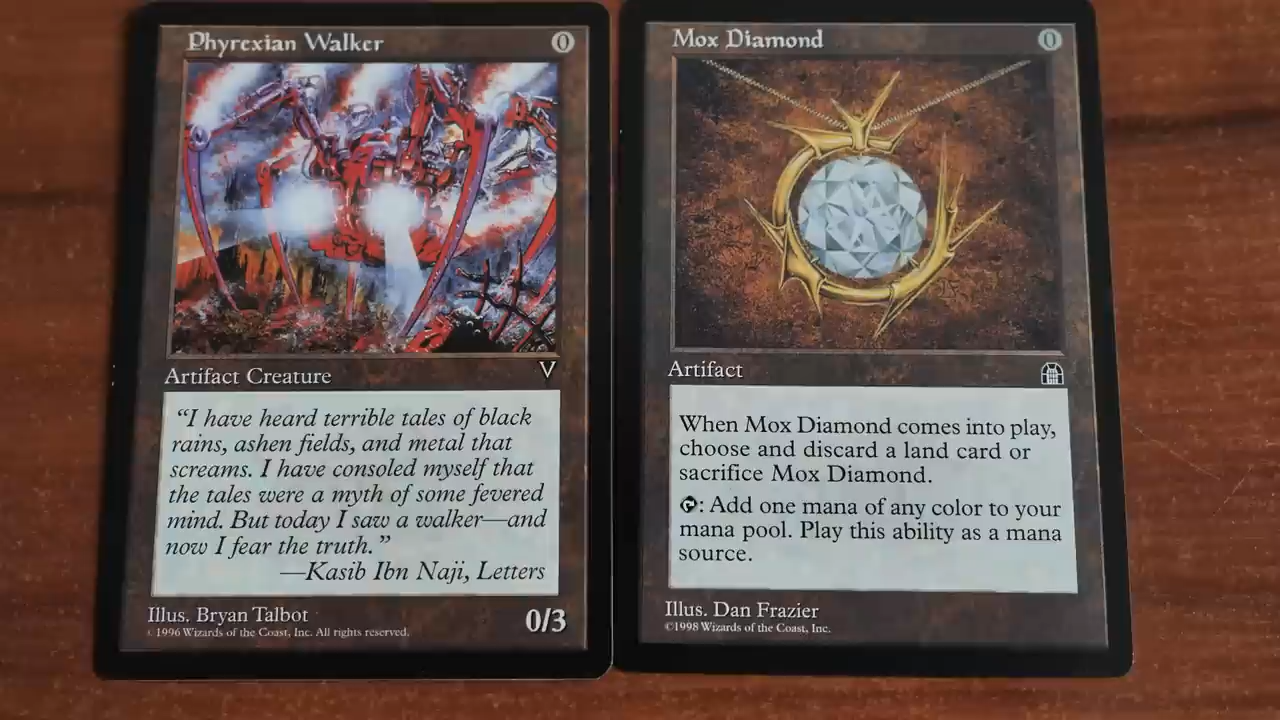 Phyrexian Walker 0
Artifact Creature V
“I have heard terrible tales of black
rains, ashen fields, and metal that
screams. I have consoled myself that
the tales were a myth of some fevered
mind. But today I saw a walker—and
now I fear the truth.”
—Kasib Ibn Naji, Letters
Illus. Bryan Talbot
© 1996 Wizards of the Coast, Inc. All rights reserved.
0/3
Mox Diamond 0
Artifact
When Mox Diamond comes into play,
choose and discard a land card or
sacrifice Mox Diamond.
: Add one mana of any color to your
mana pool. Play this ability as a mana
source.
Illus. Dan Frazier
©1998 Wizards of the Coast, Inc.